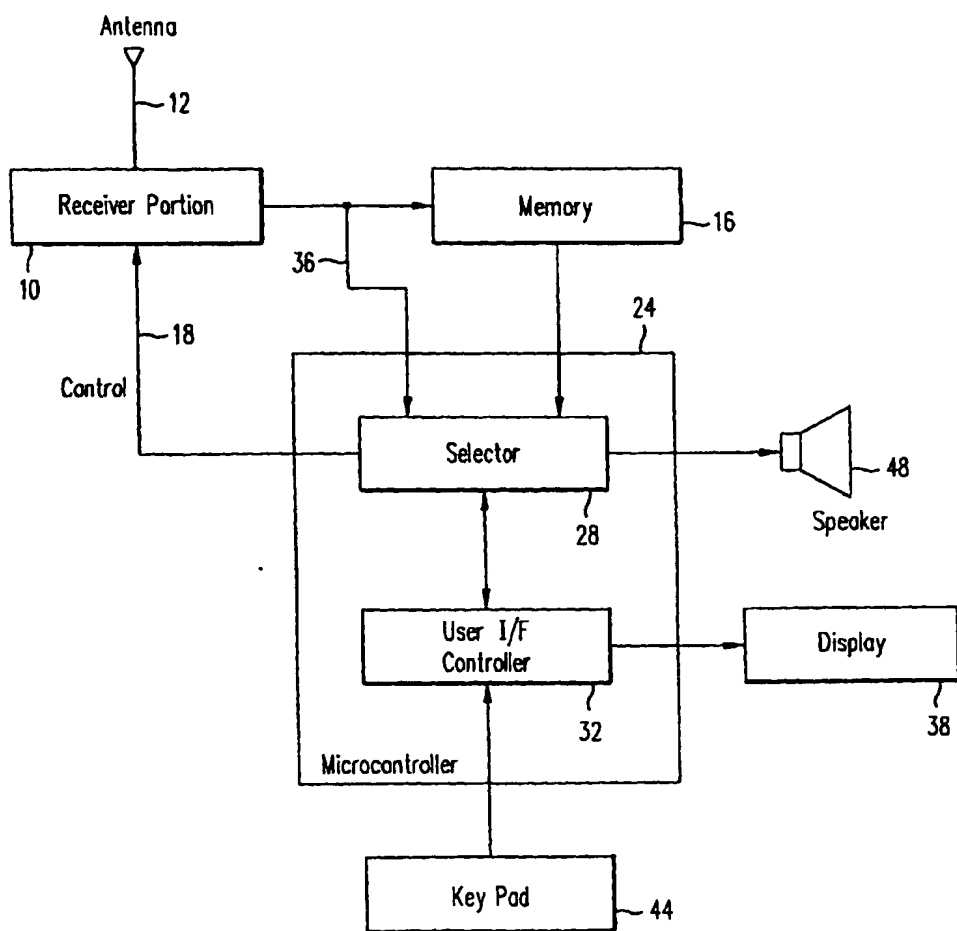 Antenna
12
Receiver Portion
Memory
10
36
16
18
24
Control
Selector
48
28
Speaker
User I/F
Controller
Display
32
38
Microcontroller
Key Pad
44